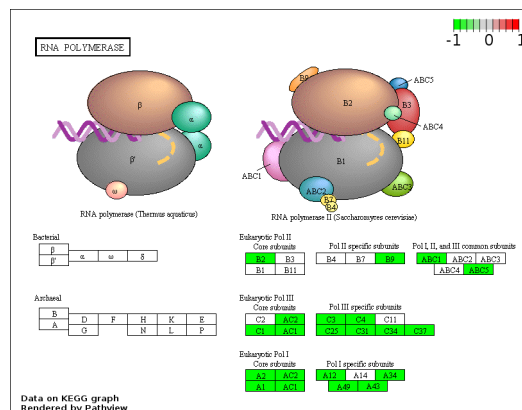 -1 0 1
RNA POLYMERASE
B9
ABC5
β
B2
B3
α
ABC4
B11
α
β'
B1
ABC1
ABC2
ABC3
ω
B7
B4
RNA polymerase (Thermus aquaticus)
RNA polymerase II (Saccharomyces cerevisiae)
Bacterial
β
β' α ω δ
Eukaryotic Pol II
Core subunits Pol II specific subunits Pol I, II, and III common subunits
B2 B3 B4 B7 B9 ABC1 ABC2 ABC3
B1 B11 ABC4 ABC5
Archaeal
B
A
D F H K E
G N L P
Eukaryotic Pol III
Core subunits Pol III specific subunits
C2 AC2 C3 C4 C11
C1 AC1 C25 C31 C34 C37
Eukaryotic Pol I
Core subunits Pol I specific subunits
A2 AC2 A12 A14 A34
A1 AC1 A49 A43
Data on KEGG graph
Rendered by Pathview